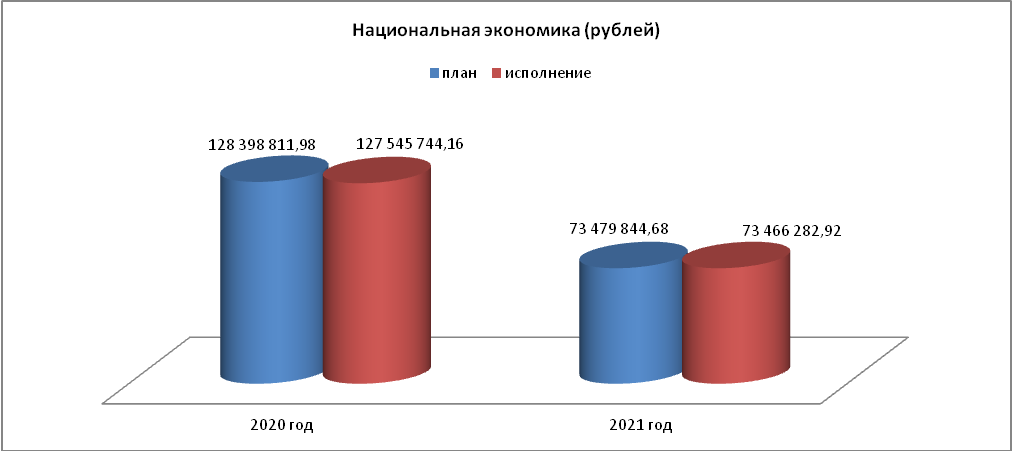 Национальная экономика (рублей)
план исполнение
128 398 811,98 127 545 744,16
73 479 844,68 73 466 282,92
2020 год 2021 год